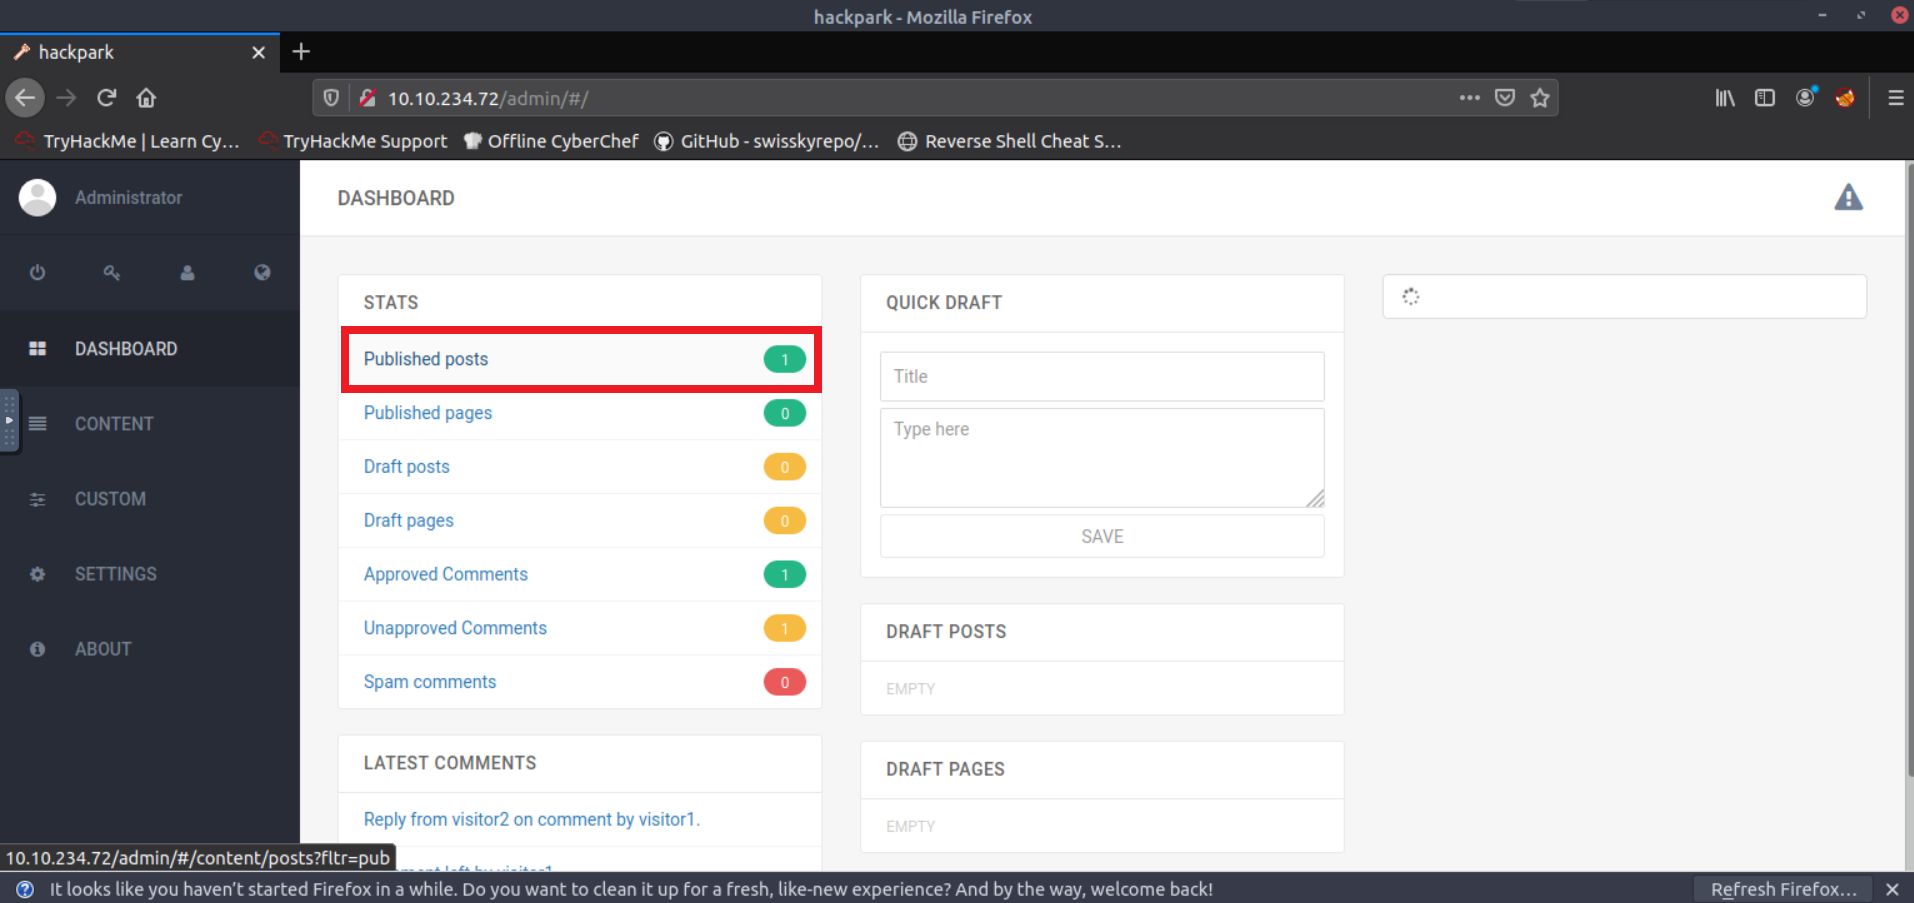 hackpark - Mozilla Firefox
hackpark
10.10.234.72/admin/#/
TryHackMe | Learn Cy…
TryHackMe Support
Offline CyberChef
GitHub - swisskyrepo/…
Reverse Shell Cheat S…
Administrator
DASHBOARD
CONTENT
CUSTOM
SETTINGS
ABOUT
DASHBOARD
STATS
Published posts 1
Published pages 0
Draft posts 0
Draft pages 0
Approved Comments 1
Unapproved Comments 1
Spam comments 0
LATEST COMMENTS
Reply from visitor2 on comment by visitor1.
QUICK DRAFT
Title
Type here
SAVE
DRAFT POSTS
EMPTY
DRAFT PAGES
EMPTY
10.10.234.72/admin/#/content/posts?fltr=pub
It looks like you haven't started Firefox in a while. Do you want to clean it up for a fresh, like-new experience? And by the way, welcome back!
Refresh Firefox…